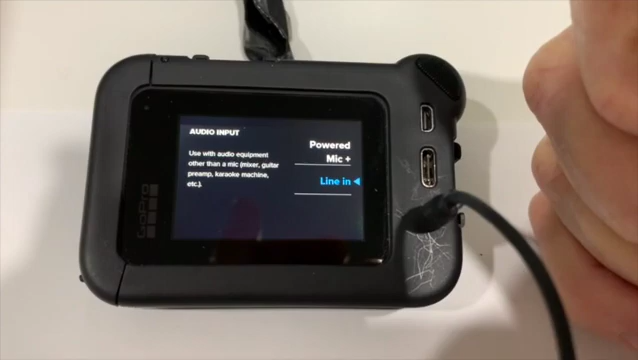 AUDIO INPUT
Use with audio equipment
other than a mic (mixer, guitar
preamp, karaoke machine,
etc.).
Powered
Mic +
Line in
GoPro